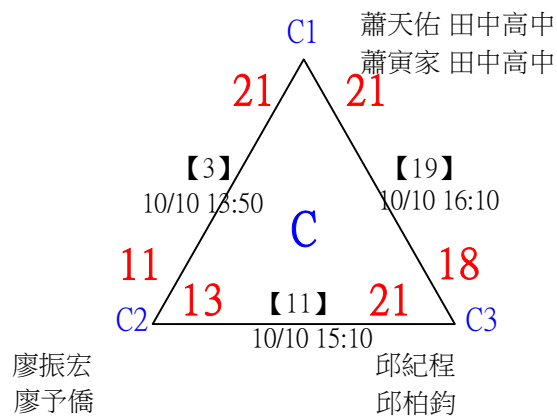 C1
蕭天佑 田中高中
蕭寅家 田中高中
21
21
【3】
10/10 13:50
【19】
10/10 16:10
C
11
18
C2
13
【11】
21
C3
10/10 15:10
廖振宏
廖予僑
邱紀程
邱柏鈞